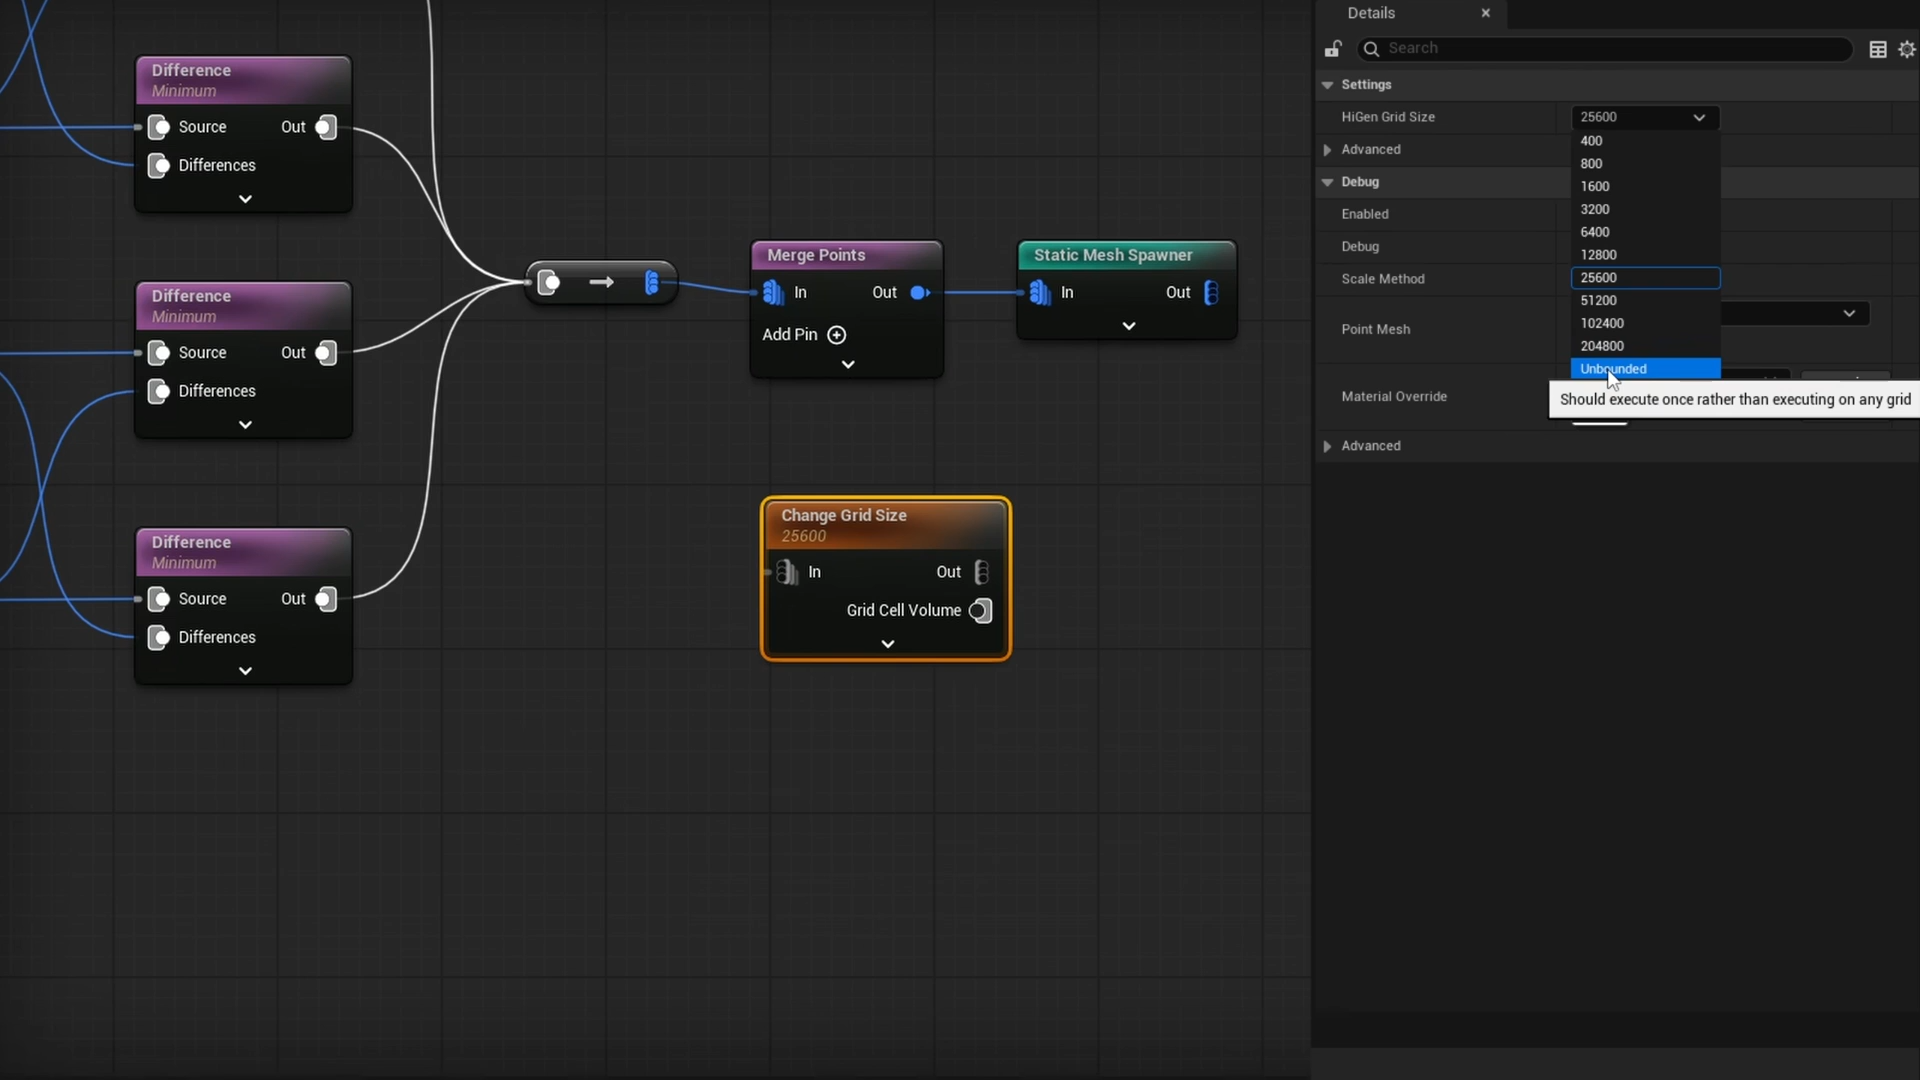 Difference
Minimum
Source Out
Differences
Difference
Minimum
Source Out
Differences
Difference
Minimum
Source Out
Differences
Merge Points
In Out
Add Pin
Static Mesh Spawner
In Out
Change Grid Size
25600
In Out
Grid Cell Volume
Details
Search
Settings
HiGen Grid Size 25600
Advanced
Debug
Enabled
Debug
Scale Method
Point Mesh
Material Override
Advanced
400
800
1600
3200
6400
12800
25600
51200
102400
204800
Unbounded
Should execute once rather than executing on any grid